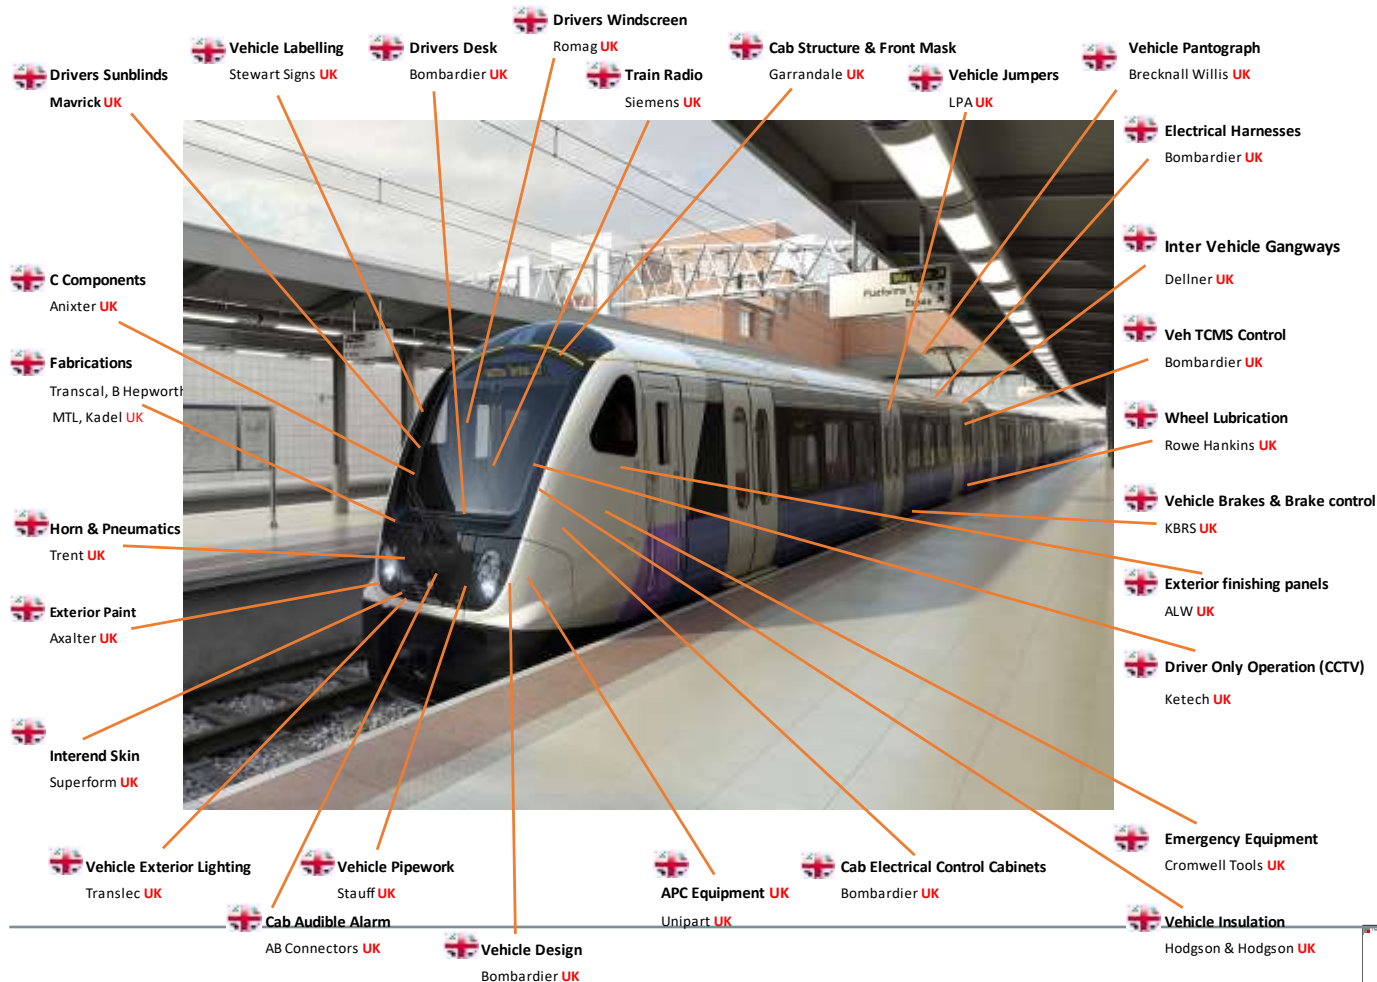 Drivers Windscreen
Romag UK
Vehicle Labelling
Stewart Signs UK
Drivers Desk
Bombardier UK
Cab Structure & Front Mask
Garrandale UK
Vehicle Pantograph
Brecknall Willis UK
Drivers Sunblinds
Mavrick UK
Train Radio
Siemens UK
Vehicle Jumpers
LPA UK
Electrical Harnesses
Bombardier UK
Inter Vehicle Gangways
Dellner UK
C Components
Anixter UK
Veh TCMS Control
Bombardier UK
Fabrications
Transcal, B Hepworth
MTL, Kadel UK
Wheel Lubrication
Rowe Hankins UK
Vehicle Brakes & Brake control
KBRS UK
Horn & Pneumatics
Trent UK
Exterior finishing panels
ALW UK
Exterior Paint
Axalter UK
Driver Only Operation (CCTV)
Ketech UK
Interend Skin
Superform UK
Emergency Equipment
Cromwell Tools UK
Vehicle Exterior Lighting
Translec UK
Vehicle Pipework
Stauff UK
APC Equipment UK
Unipart UK
Cab Electrical Control Cabinets
Bombardier UK
Cab Audible Alarm
AB Connectors UK
Vehicle Insulation
Hodgson & Hodgson UK
Vehicle Design
Bombardier UK
Platforms